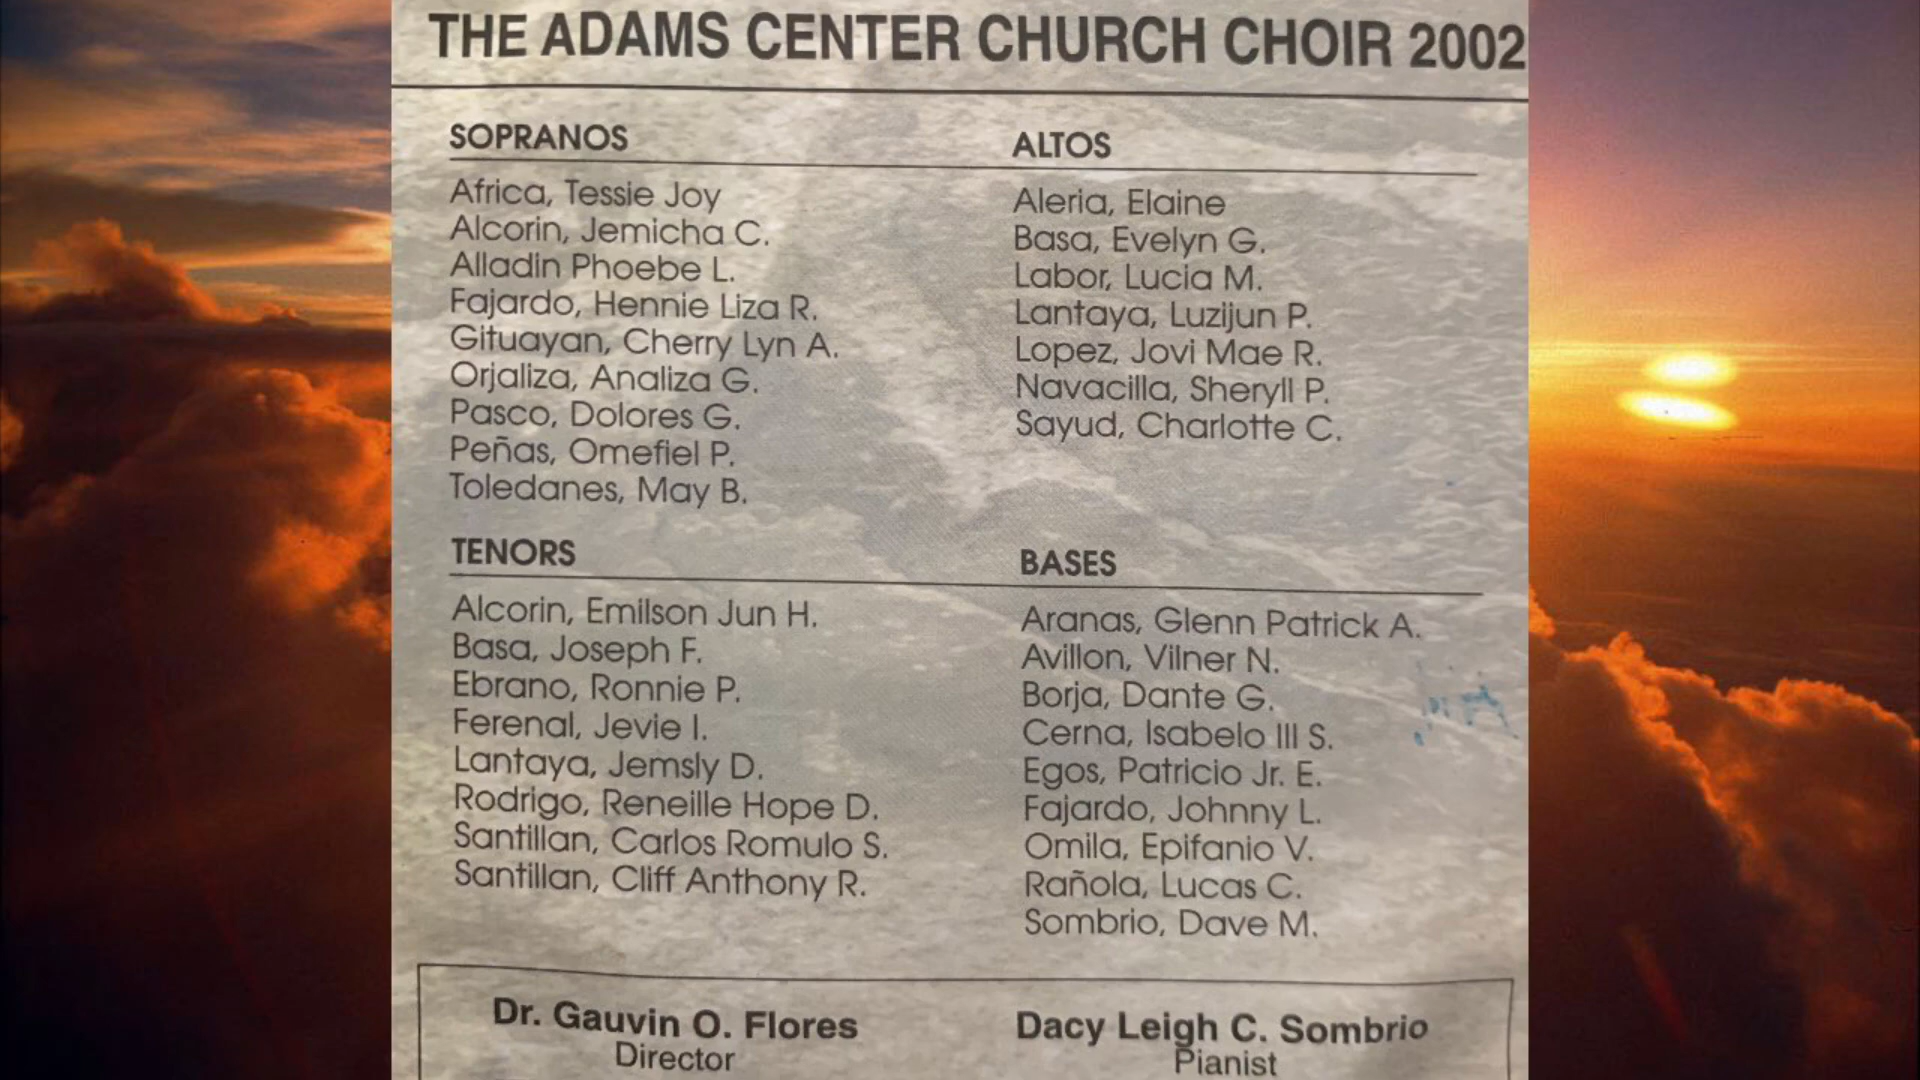 THE ADAMS CENTER CHURCH CHOIR 2002
SOPRANOS
Africa, Tessie Joy
Alcorin, Jemicha C.
Alladin Phoebe L.
Fajardo, Hennie Liza R.
Gituayan, Cherry Lyn A.
Orjaliza, Analiza G.
Pasco, Dolores G.
Peñas, Omefiel P.
Toledanes, May B.
ALTOS
Aleria, Elaine
Basa, Evelyn G.
Labor, Lucia M.
Lantaya, Luzijun P.
Lopez, Jovi Mae R.
Navacilla, Sheryll P.
Sayud, Charlotte C.
TENORS
Alcorin, Emilson Jun H.
Basa, Joseph F.
Ebrano, Ronnie P.
Ferenal, Jevie I.
Lantaya, Jemsly D.
Rodrigo, Reneille Hope D.
Santillan, Carlos Romulo S.
Santillan, Cliff Anthony R.
BASES
Aranas, Glenn Patrick A.
Avillon, Vilner N.
Borja, Dante G.
Cerna, Isabelo III S.
Egos, Patricio Jr. E.
Fajardo, Johnny L.
Omila, Epifanio V.
Rañola, Lucas C.
Sombrio, Dave M.
Dr. Gauvin O. Flores
Director
Dacy Leigh C. Sombrio
Pianist